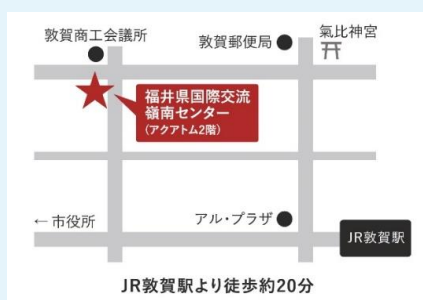 敦賀商工会議所
敦賀郵便局
氣比神宮
福井県国際交流
嶺南センター
(アクアトム2階)
← 市役所
アル・プラザ
JR敦賀駅
JR敦賀駅より徒歩約20分